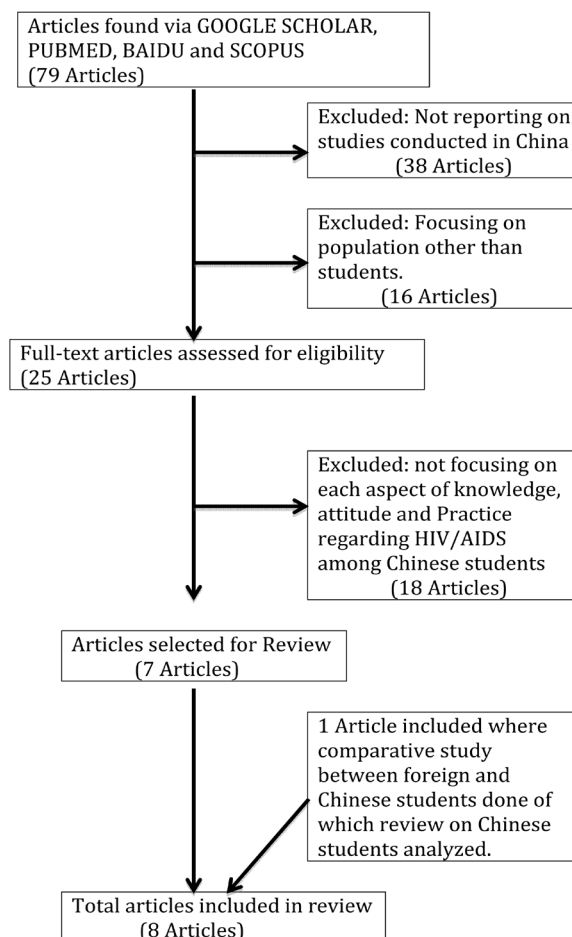 Articles found via GOOGLE SCHOLAR,
PUBMED, BAIDU and SCOPUS
(79 Articles)
Excluded: Not reporting on
studies conducted in China
(38 Articles)
Excluded: Focusing on
population other than
students.
(16 Articles)
Full-text articles assessed for eligibility
(25 Articles)
Excluded: not focusing on
each aspect of knowledge,
attitude and Practice
regarding HIV/AIDS
among Chinese students
(18 Articles)
Articles selected for Review
(7 Articles)
1 Article included where
comparative study
between foreign and
Chinese students done of
which review on Chinese
students analyzed.
Total articles included in review
(8 Articles)